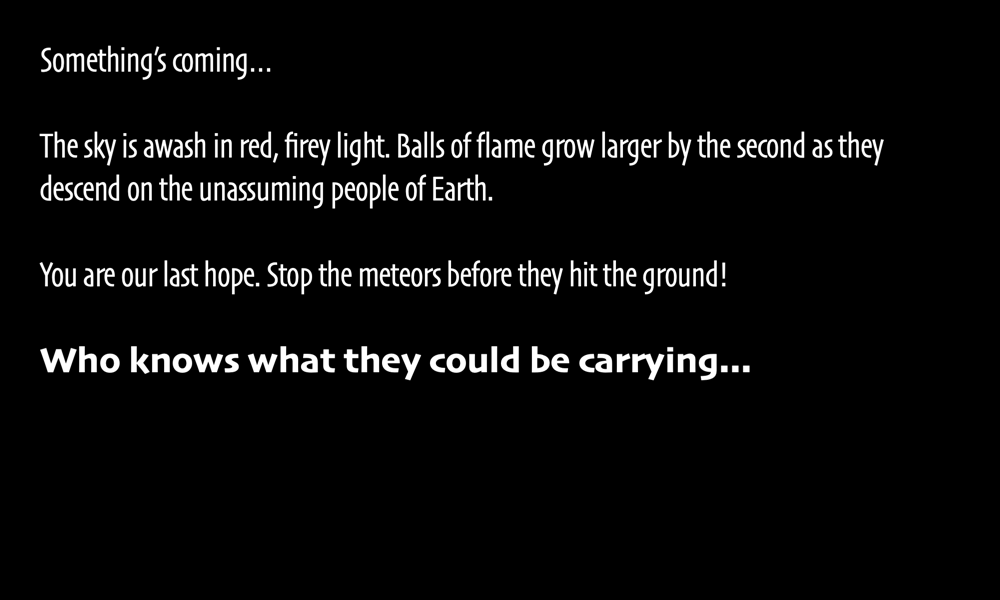 Something's coming...
The sky is awash in red, firey light. Balls of flame grow larger by the second as they
descend on the unassuming people of Earth.
You are our last hope. Stop the meteors before they hit the ground!
Who knows what they could be carrying...